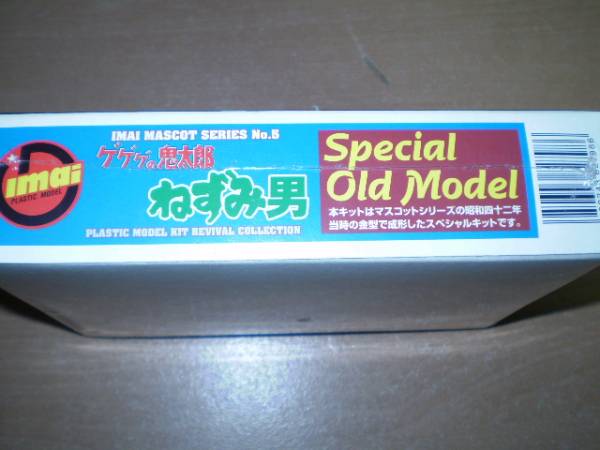 imai
PLASTIC MODEL
IMAI MASCOT SERIES No.5
ゲゲゲの鬼太郎
ねずみ男
PLASTIC MODEL KIT REVIVAL COLLECTION
Special
Old Model
本キットはマスコットシリーズの昭和四十二年
当時の金型で成形したスペシャルキットです。